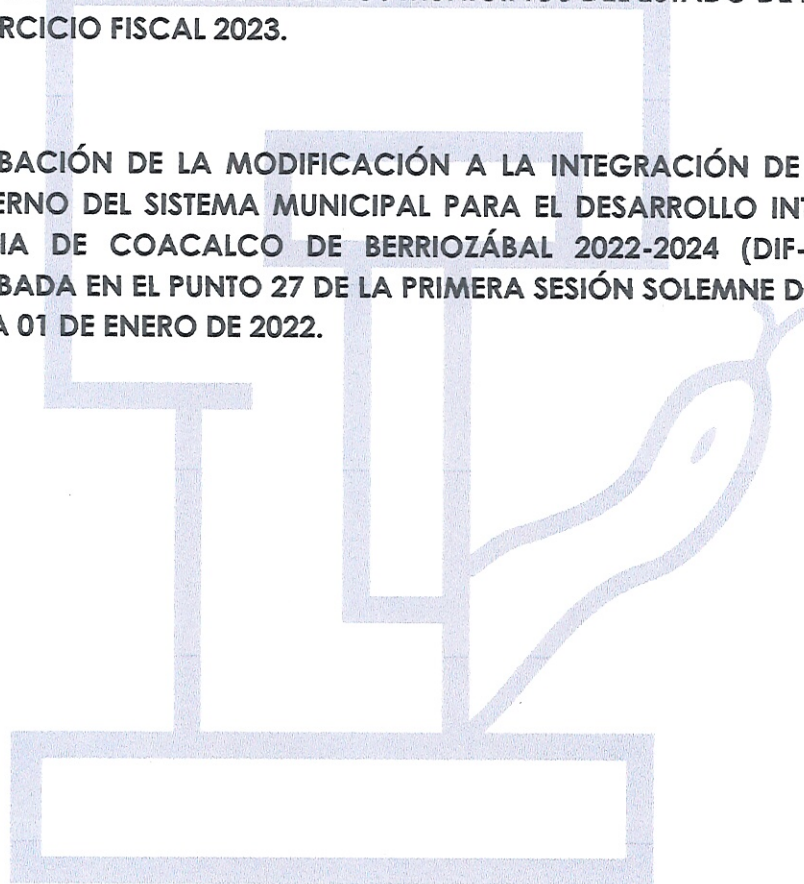 RCICIO FISCAL 2023.
BACIÓN DE LA MODIFICACIÓN A LA INTEGRACIÓN DE
ERNO DEL SISTEMA MUNICIPAL PARA EL DESARROLLO INT
IA DE COACALCO DE BERRIOZÁBAL 2022-2024 (DIF-
BADA EN EL PUNTO 27 DE LA PRIMERA SESIÓN SOLEMNE D
A 01 DE ENERO DE 2022.